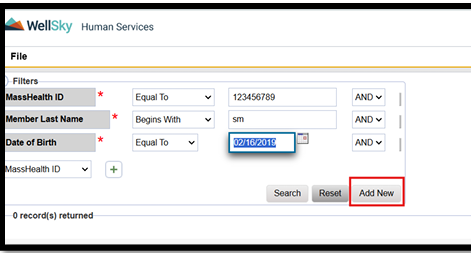 WellSky Human Services
File
Filters
MassHealth ID * Equal To 123456789 AND
Member Last Name * Begins With sm AND
Date of Birth * Equal To 02/16/2019 AND
MassHealth ID +
Search Reset Add New
0 record(s) returned